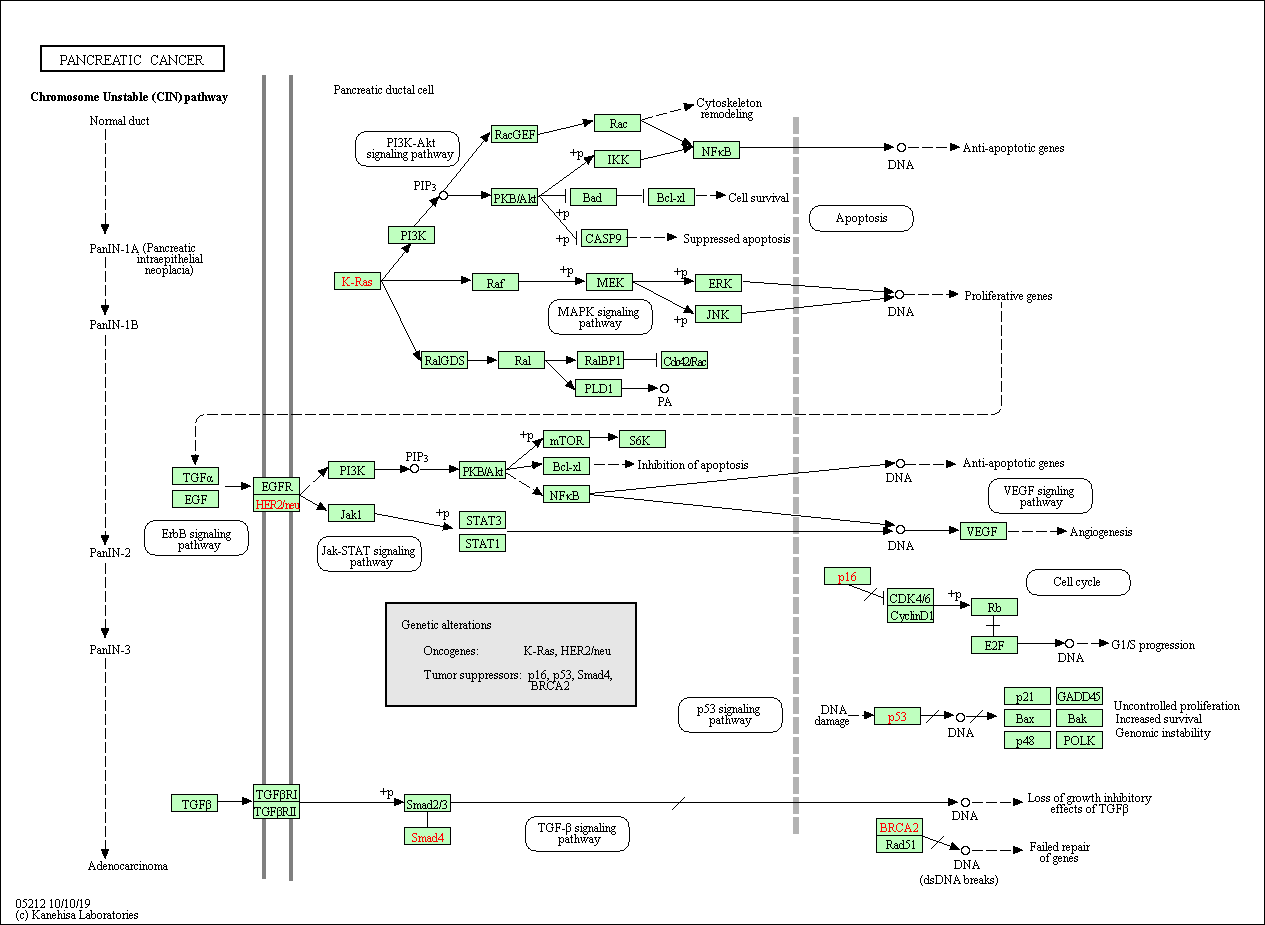 PANCREATIC CANCER
Chromosome Unstable (CIN) pathway
Normal duct
PanIN-1A (Pancreatic
intraepithelial
neoplacia)
PanIN-1B
PanIN-2
PanIN-3
Adenocarcinoma
Pancreatic ductal cell
PI3K-Akt
signaling pathway
RacGEF
Rac
Cytoskeleton
remodeling
+p
IKK
NFκB
DNA
Anti-apoptotic genes
PIP3
PKB/Akt
Bad
Bcl-xl
Cell survival
+p
+p
CASP9
Suppressed apoptosis
Apoptosis
PI3K
K-Ras
Raf
+p
MEK
+p
ERK
DNA
Proliferative genes
MAPK signaling
pathway
+p
JNK
RalGDS
Ral
RalBP1
Cdc42/Rac
PLD1
PA
TGFα
EGF
EGFR
HER2/neu
ErbB signaling
pathway
PI3K
PIP3
PKB/Akt
+p
mTOR
S6K
Bcl-xl
Inhibition of apoptosis
NFκB
DNA
Anti-apoptotic genes
VEGF signling
pathway
Jak1
+p
STAT3
STAT1
DNA
VEGF
Angiogenesis
Jak-STAT signaling
pathway
p16
CDK4/6
CyclinD1
+p
Rb
E2F
DNA
G1/S progression
Cell cycle
Genetic alterations
Oncogenes: K-Ras, HER2/neu
Tumor suppressors: p16, p53, Smad4,
BRCA2
p53 signaling
pathway
DNA
damage
p53
DNA
p21
GADD45
Bax
Bak
p48
POLK
Uncontrolled proliferation
Increased survival
Genomic instability
TGFβ
TGFβRI
TGFβRII
+p
Smad2/3
Smad4
TGF-β signaling
pathway
DNA
Loss of growth inhibitory
effects of TGFβ
BRCA2
Rad51
DNA
(dsDNA breaks)
Failed repair
of genes
05212 10/10/19
(c) Kanehisa Laboratories